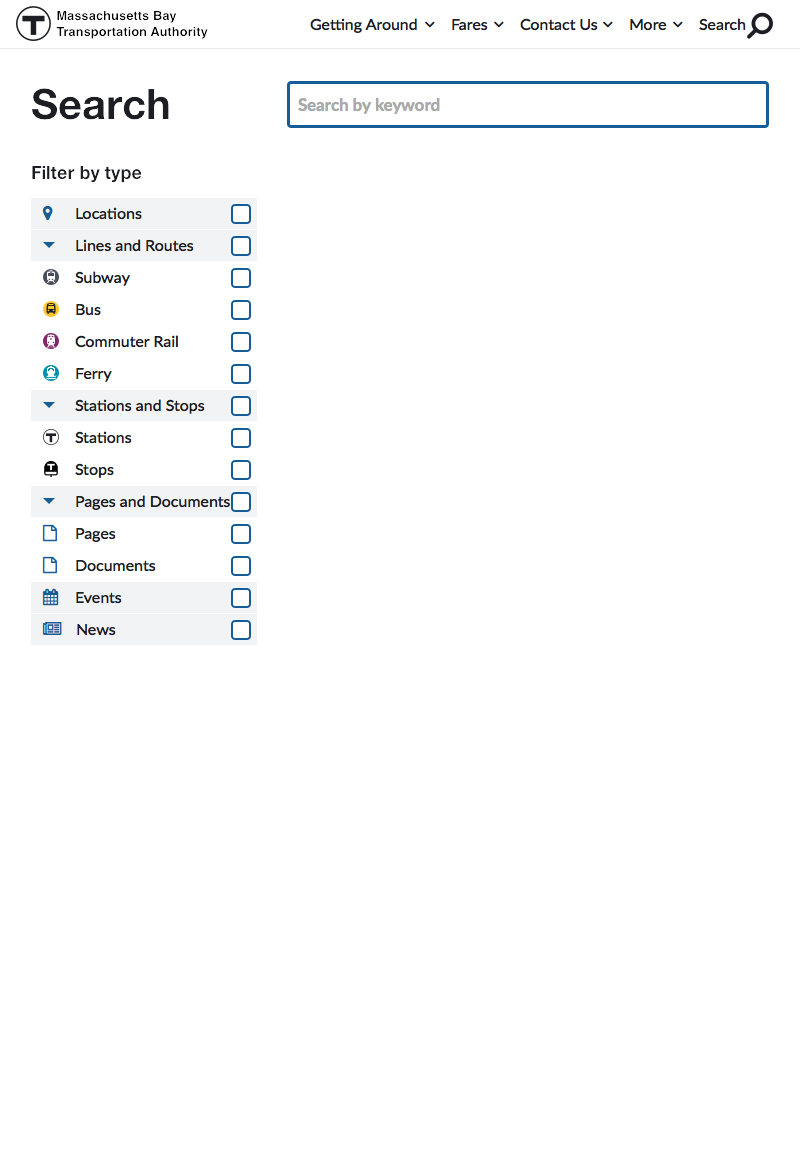 Massachusetts Bay
Transportation Authority
Getting Around Fares Contact Us More Search
Search
Search by keyword
Filter by type
Locations
Lines and Routes
Subway
Bus
Commuter Rail
Ferry
Stations and Stops
Stations
Stops
Pages and Documents
Pages
Documents
Events
News